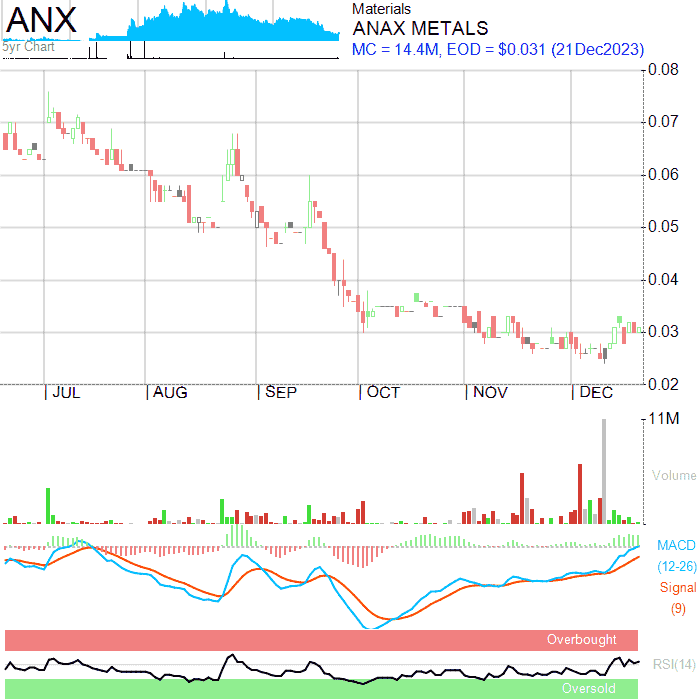 ANX
5yr Chart
Materials
ANAX METALS
MC = 14.4M, EOD = $0.031 (21Dec2023)
0.08
0.07
0.06
0.05
0.04
0.03
0.02
JUL
AUG
SEP
OCT
NOV
DEC
11M
Volume
MACD
(12-26)
Signal
(9)
Overbought
RSI(14)
Oversold